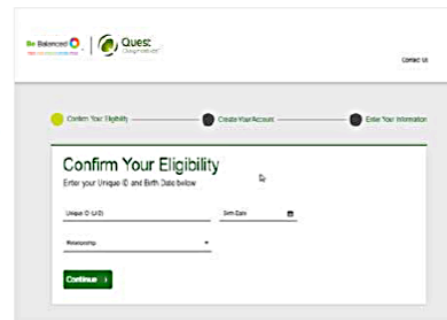 Be Balanced
Quest
Diagnostics
Contact Us
Confirm Your Eligibility
Create Your Account
Enter Your Information
Confirm Your Eligibility
Enter your Unique ID and Birth Date below
Unique ID (UID)
Birth Date
Relationship
Continue